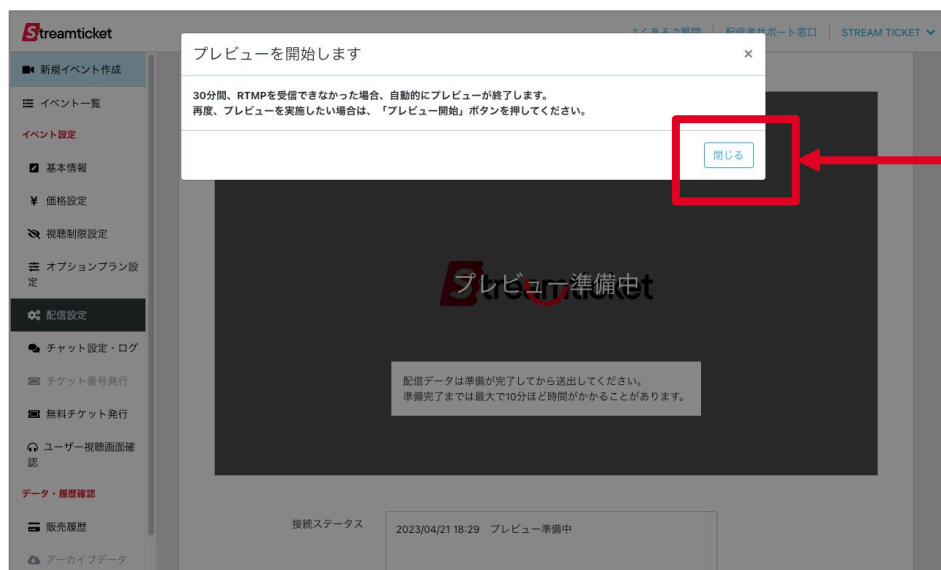 Streamticket
よくあるご質問
配信者サポート窓口
STREAM TICKET
プレビューを開始します
×
30分間、RTMPを受信できなかった場合、自動的にプレビューが終了します。
再度、プレビューを実施したい場合は、「プレビュー開始」ボタンを押してください。
閉じる
新規イベント作成
イベント一覧
イベント設定
基本情報
¥ 価格設定
視聴制限設定
オプションプラン設
定
配信設定
チャット設定・ログ
チケット番号発行
無料チケット発行
ユーザー視聴画面確
認
データ・履歴確認
販売履歴
アーカイブデータ
Streamticket
プレビュー準備中
配信データは準備が完了してから送出してください。
準備完了までは最大で10分ほど時間がかかることがあります。
接続ステータス
2023/04/21 18:29 プレビュー準備中